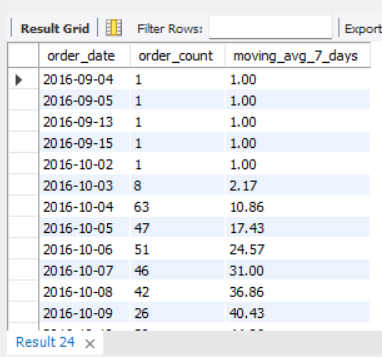 Result Grid Filter Rows: Export
order_date order_count moving_avg_7_days
2016-09-04 1 1.00
2016-09-05 1 1.00
2016-09-13 1 1.00
2016-09-15 1 1.00
2016-10-02 1 1.00
2016-10-03 8 2.17
2016-10-04 63 10.86
2016-10-05 47 17.43
2016-10-06 51 24.57
2016-10-07 46 31.00
2016-10-08 42 36.86
2016-10-09 26 40.43
Result 24 ×